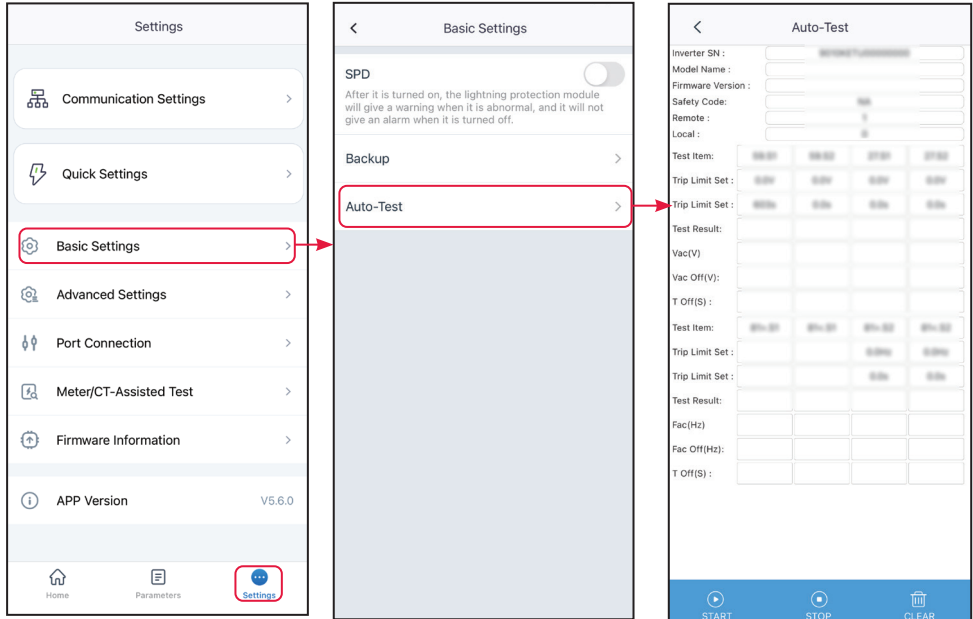 Settings
Communication Settings
Quick Settings
Basic Settings
Advanced Settings
Port Connection
Meter/CT-Assisted Test
Firmware Information
APP Version V5.6.0
Home Parameters Settings
Basic Settings
SPD
After it is turned on, the lightning protection module
will give a warning when it is abnormal, and it will not
give an alarm when it is turned off.
Backup
Auto-Test
Auto-Test
Inverter SN :
Model Name :
Firmware Version :
Safety Code:
Remote :
Local :
Test Item:
Trip Limit Set :
Trip Limit Set :
Test Result:
Vac(V)
Vac Off(V):
T Off(S) :
Test Item:
Trip Limit Set :
Trip Limit Set :
Test Result:
Fac(Hz)
Fac Off(Hz):
T Off(S) :
START STOP CLEAR